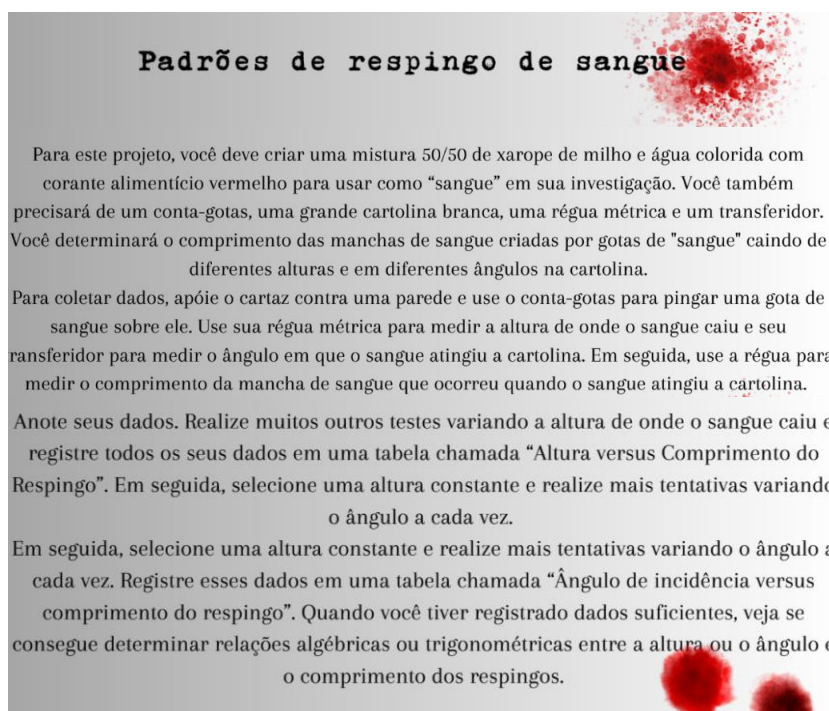 Padrões de respingo de sangue
Para este projeto, você deve criar uma mistura 50/50 de xarope de milho e água colorida com
corante alimentício vermelho para usar como “sangue” em sua investigação. Você também
precisará de um conta-gotas, uma grande cartolina branca, uma régua métrica e um transferidor.
Você determinará o comprimento das manchas de sangue criadas por gotas de "sangue" caindo de
diferentes alturas e em diferentes ângulos na cartolina.
Para coletar dados, apóie o cartaz contra uma parede e use o conta-gotas para pingar uma gota de
sangue sobre ele. Use sua régua métrica para medir a altura de onde o sangue caiu e seu
ransferidor para medir o ângulo em que o sangue atingiu a cartolina. Em seguida, use a régua para
medir o comprimento da mancha de sangue que ocorreu quando o sangue atingiu a cartolina.
Anote seus dados. Realize muitos outros testes variando a altura de onde o sangue caiu e
registre todos os seus dados em uma tabela chamada “Altura versus Comprimento do
Respingo”. Em seguida, selecione uma altura constante e realize mais tentativas variando
o ângulo a cada vez.
Em seguida, selecione uma altura constante e realize mais tentativas variando o ângulo a
cada vez. Registre esses dados em uma tabela chamada “Ângulo de incidência versus
comprimento do respingo”. Quando você tiver registrado dados suficientes, veja se
consegue determinar relações algébricas ou trigonométricas entre a altura ou o ângulo e
o comprimento dos respingos.